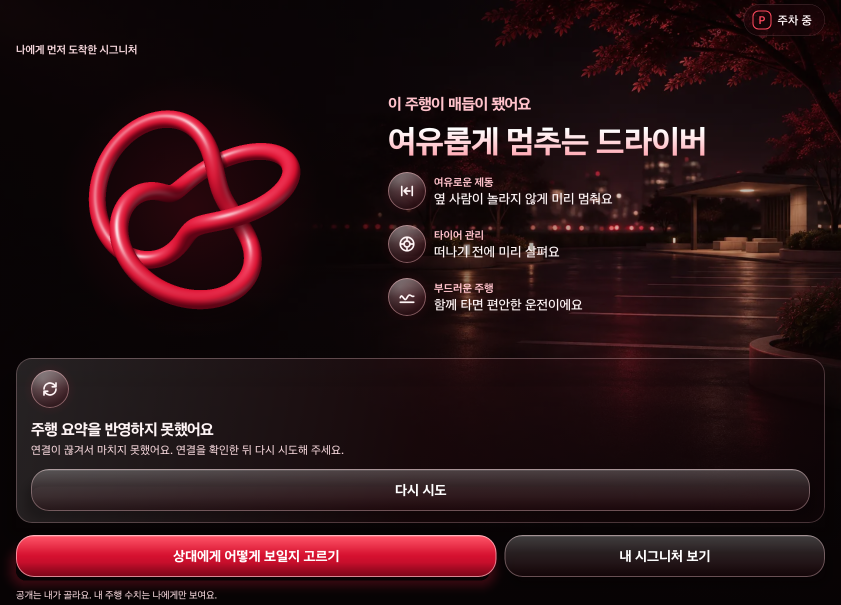 P 주차 중
나에게 먼저 도착한 시그니처
이 주행이 매듭이 됐어요
여유롭게 멈추는 드라이버
여유로운 제동
옆 사람이 놀라지 않게 미리 멈춰요
타이어 관리
떠나기 전에 미리 살펴요
부드러운 주행
함께 타면 편안한 운전이에요
주행 요약을 반영하지 못했어요
연결이 끊겨서 마치지 못했어요. 연결을 확인한 뒤 다시 시도해 주세요.
다시 시도
상대에게 어떻게 보일지 고르기
내 시그니처 보기
공개는 내가 골라요. 내 주행 수치는 나에게만 보여요.